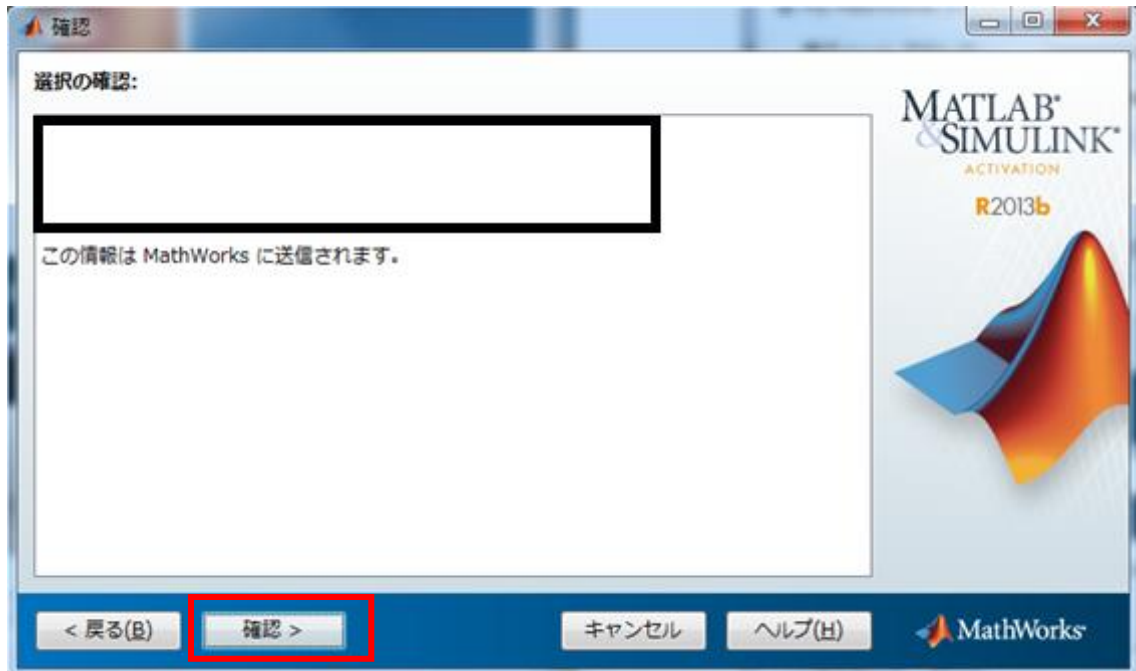 確認
選択の確認:
この情報は MathWorks に送信されます。
MATLAB®
&SIMULINK®
ACTIVATION
R2013b
< 戻る(B)
確認 >
キャンセル
ヘルプ(H)
MathWorks®